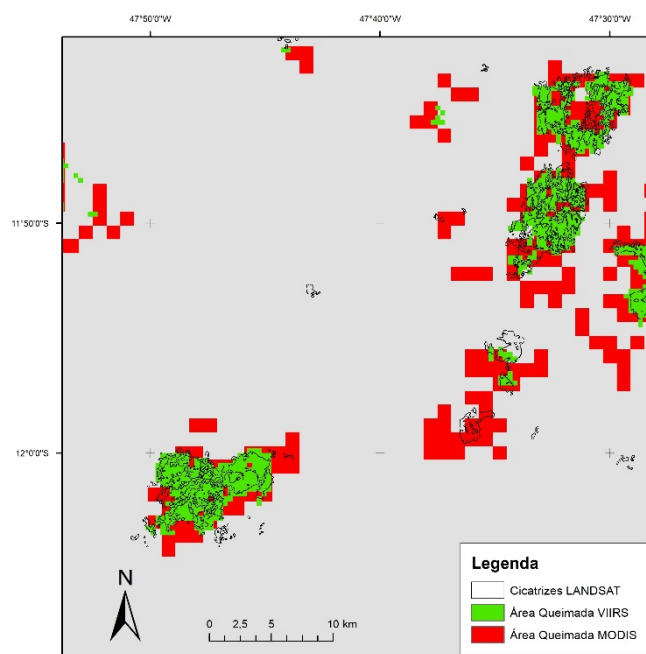 47°50'0"W 47°40'0"W 47°30'0"W
11°50'0"S
12°0'0"S
N
0 2,5 5 10 km
Legenda
Cicatrizes LANDSAT
Área Queimada VIIRS
Área Queimada MODIS